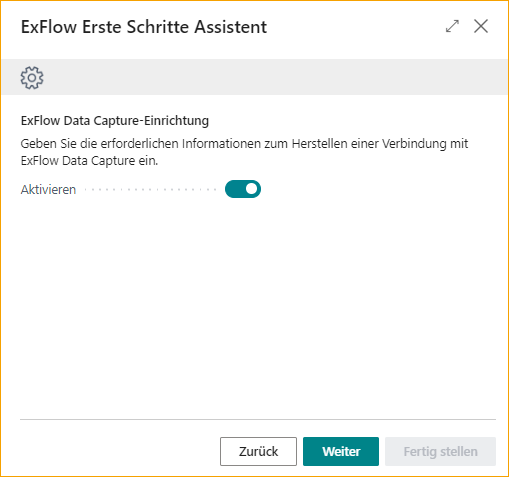 ExFlow Erste Schritte Assistent
ExFlow Data Capture-Einrichtung
Geben Sie die erforderlichen Informationen zum Herstellen einer Verbindung mit
ExFlow Data Capture ein.
Aktivieren
Zurück Weiter Fertig stellen